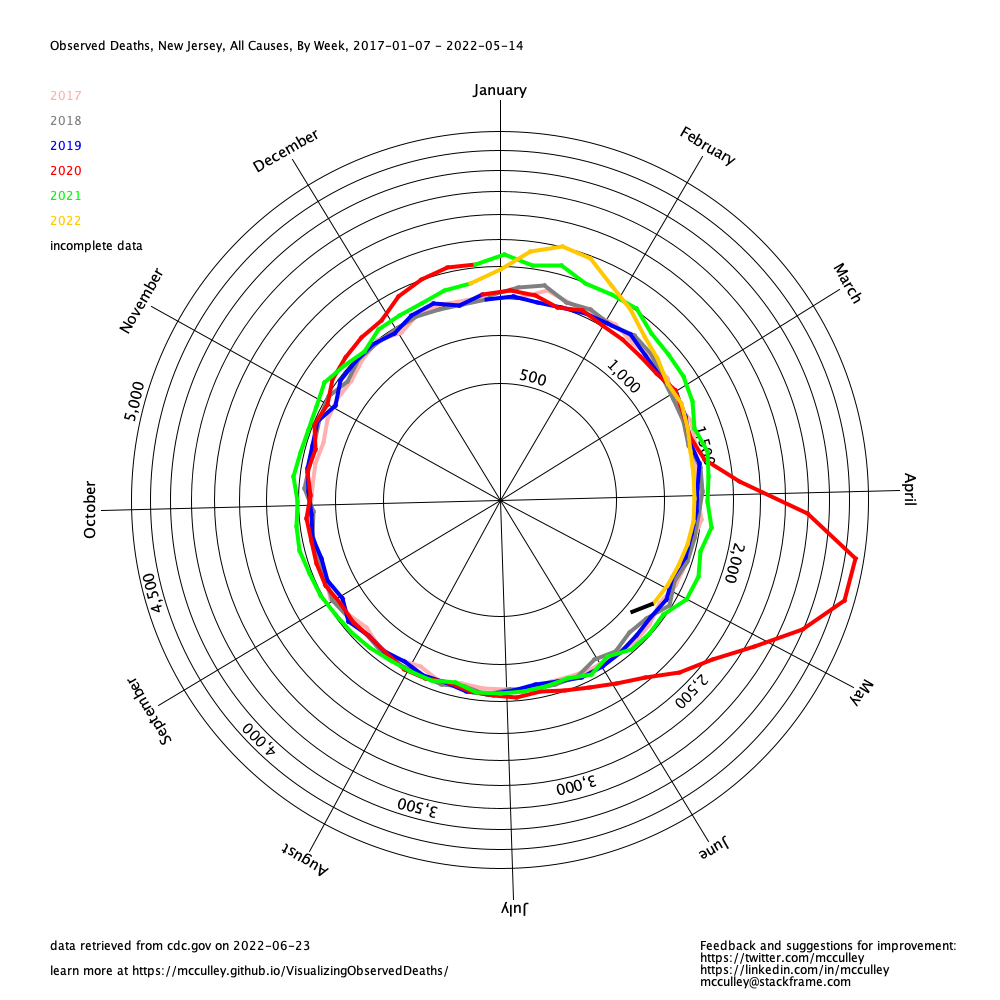 Observed Deaths, New Jersey, All Causes, By Week, 2017-01-07 - 2022-05-14
2017
2018
2019
2020
2021
2022
incomplete data
January
February
March
April
May
June
July
August
September
October
November
December
500
1,000
1,500
2,000
2,500
3,000
3,500
4,000
4,500
5,000
data retrieved from cdc.gov on 2022-06-23
learn more at https://mcculley.github.io/VisualizingObservedDeaths/
Feedback and suggestions for improvement:
https://twitter.com/mcculley
https://linkedin.com/in/mcculley
mcculley@stackframe.com